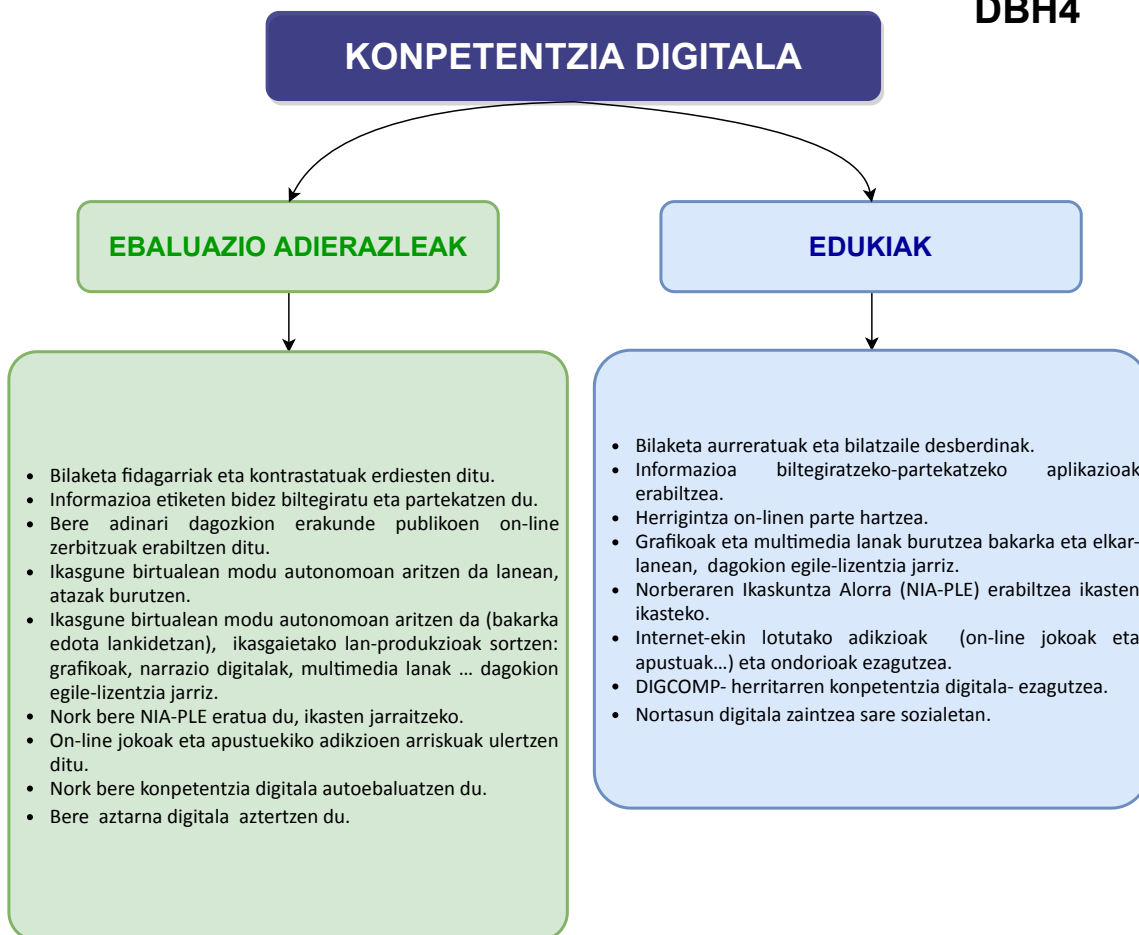 DBH4
KONPETENTZIA DIGITALA
EBALUAZIO ADIERAZLEAK
EDUKIAK
• Bilaketa fidagarriak eta kontrastatuak erdiesten ditu.
• Informazioa etiketen bidez biltegiratu eta partekatzen du.
• Bere adinari dagozkion erakunde publikoen on-line
zerbitzuak erabiltzen ditu.
• Ikasgune birtualean modu autonomoan aritzen da lanean,
atazak burutzen.
• Ikasgune birtualean modu autonomoan aritzen da (bakarka
edota lankidetzan), ikasgaietako lan-produkzioak sortzen:
grafikoak, narrazio digitalak, multimedia lanak ... dagokion
egile-lizentzia jarriz.
• Nork bere NIA-PLE eratua du, ikasten jarraitzeko.
• On-line jokoak eta apustuekiko adikzioen arriskuak ulertzen
ditu.
• Nork bere konpetentzia digitala autoebaluatzen du.
• Bere aztarna digitala aztertzen du.
• Bilaketa aurreratuak eta bilatzaile desberdinak.
• Informazioa biltegiratzeko-partekatzeko aplikazioak
erabiltzea.
• Herrigintza on-linen parte hartzea.
• Grafikoak eta multimedia lanak burutzea bakarka eta elkar-
lanean, dagokion egile-lizentzia jarriz.
• Norberaren Ikaskuntza Alorra (NIA-PLE) erabiltzea ikasten
ikasteko.
• Internet-ekin lotutako adikzioak (on-line jokoak eta
apustuak...) eta ondorioak ezagutzea.
• DIGCOMP- herritarren konpetentzia digitala- ezagutzea.
• Nortasun digitala zaintzea sare sozialetan.